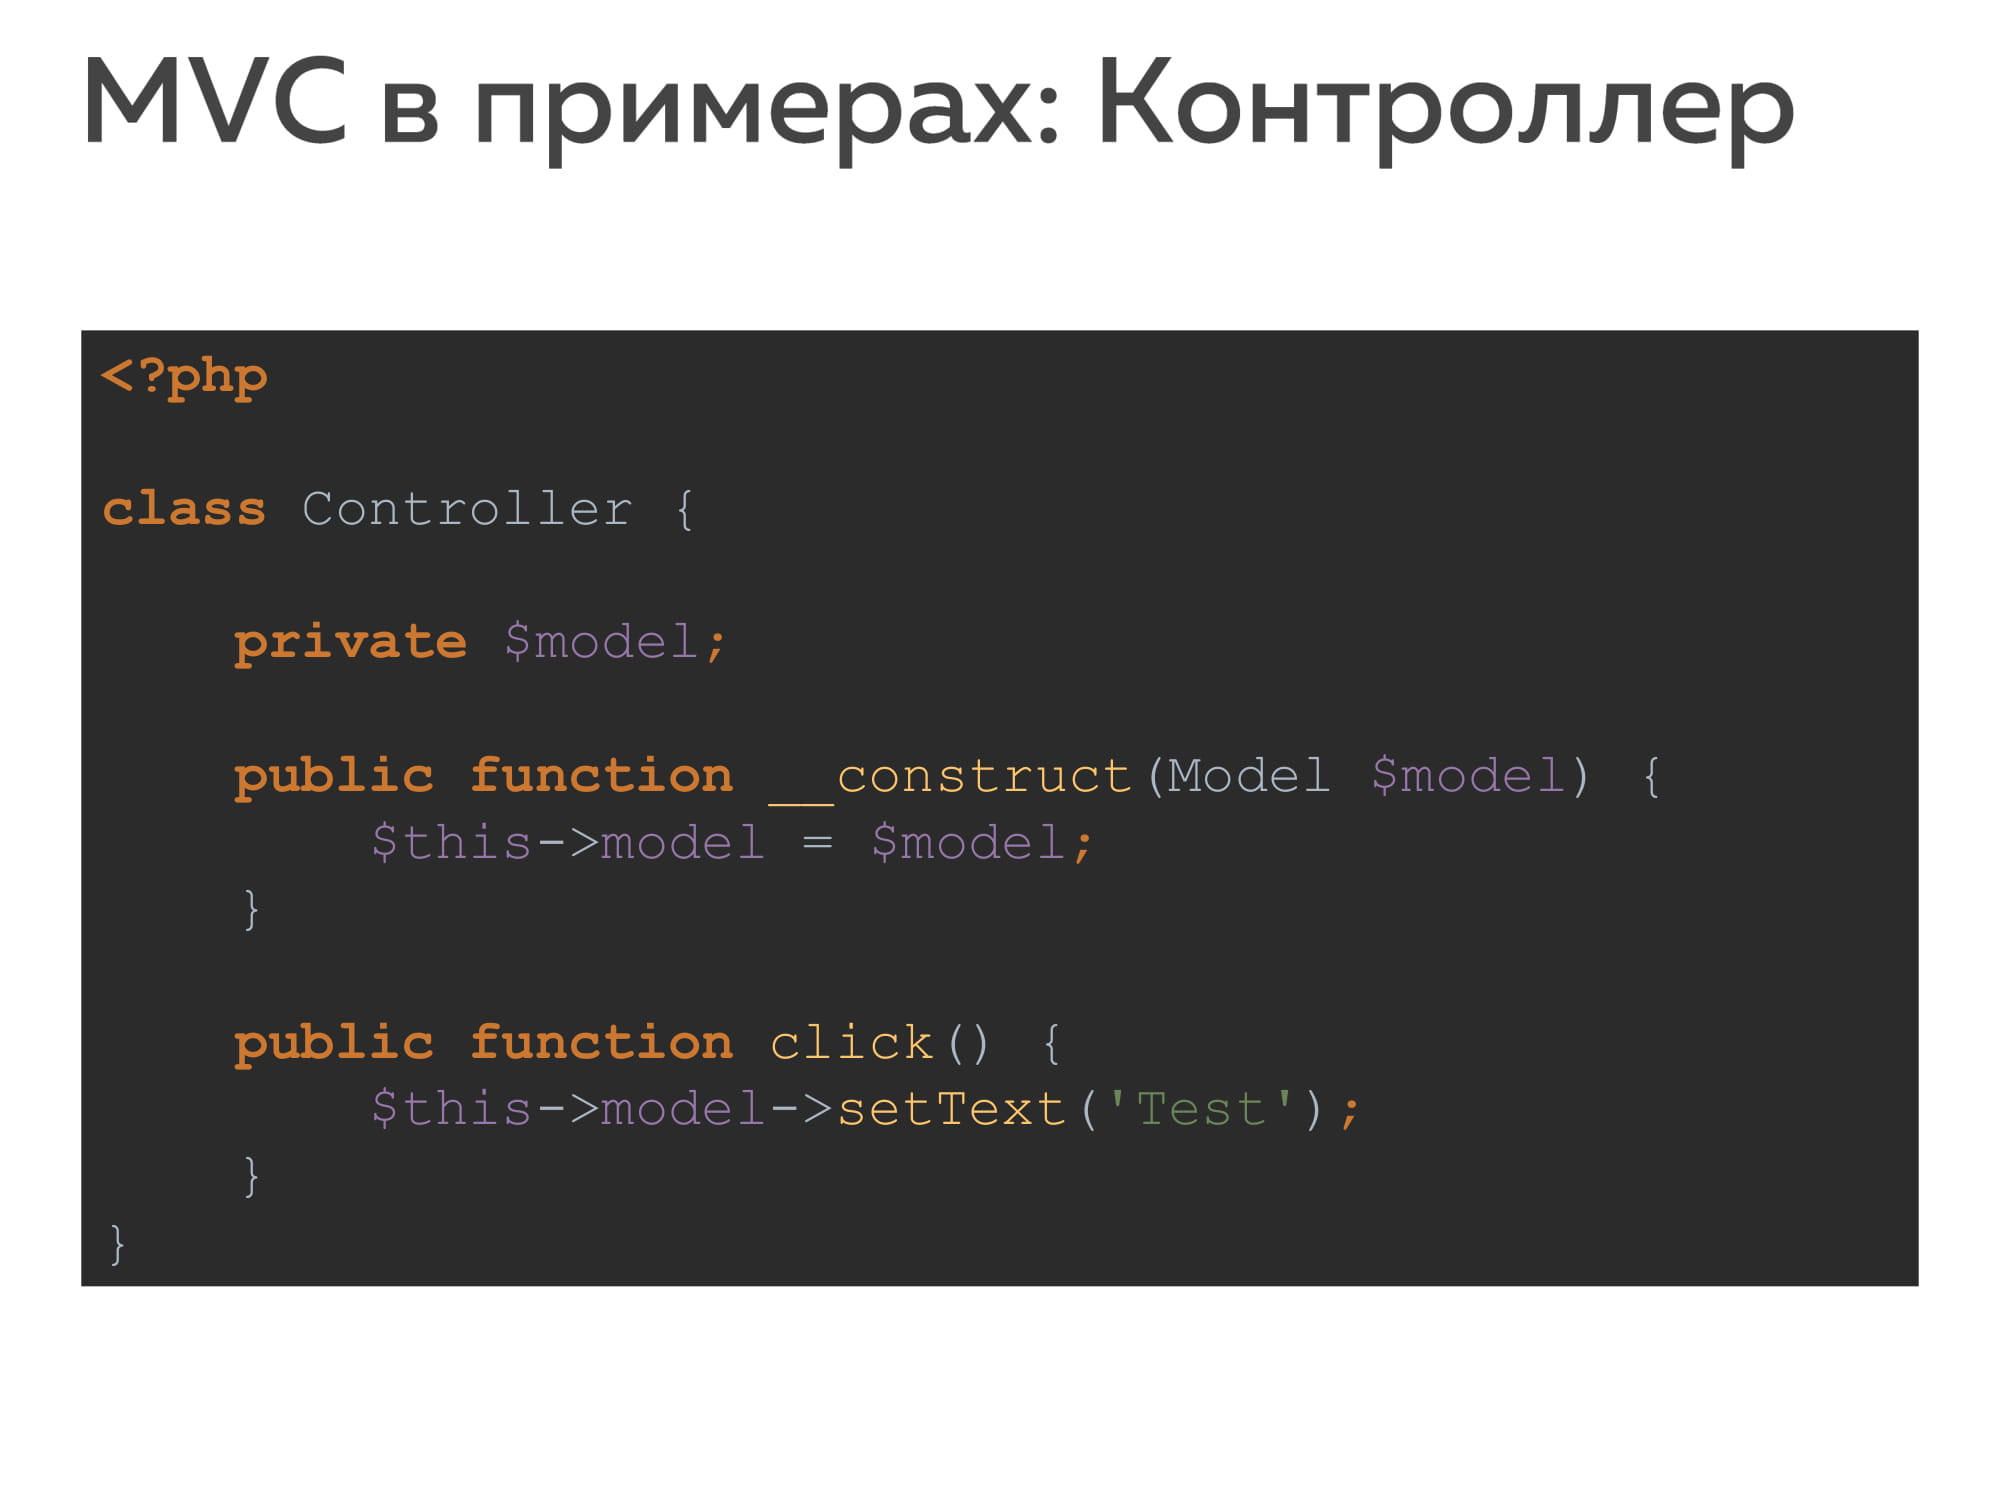 MVC в примерах: Контроллер
<?php
class Controller {
private $model;
public function __construct(Model $model) {
$this->model = $model;
}
public function click() {
$this->model->setText('Test');
}
}